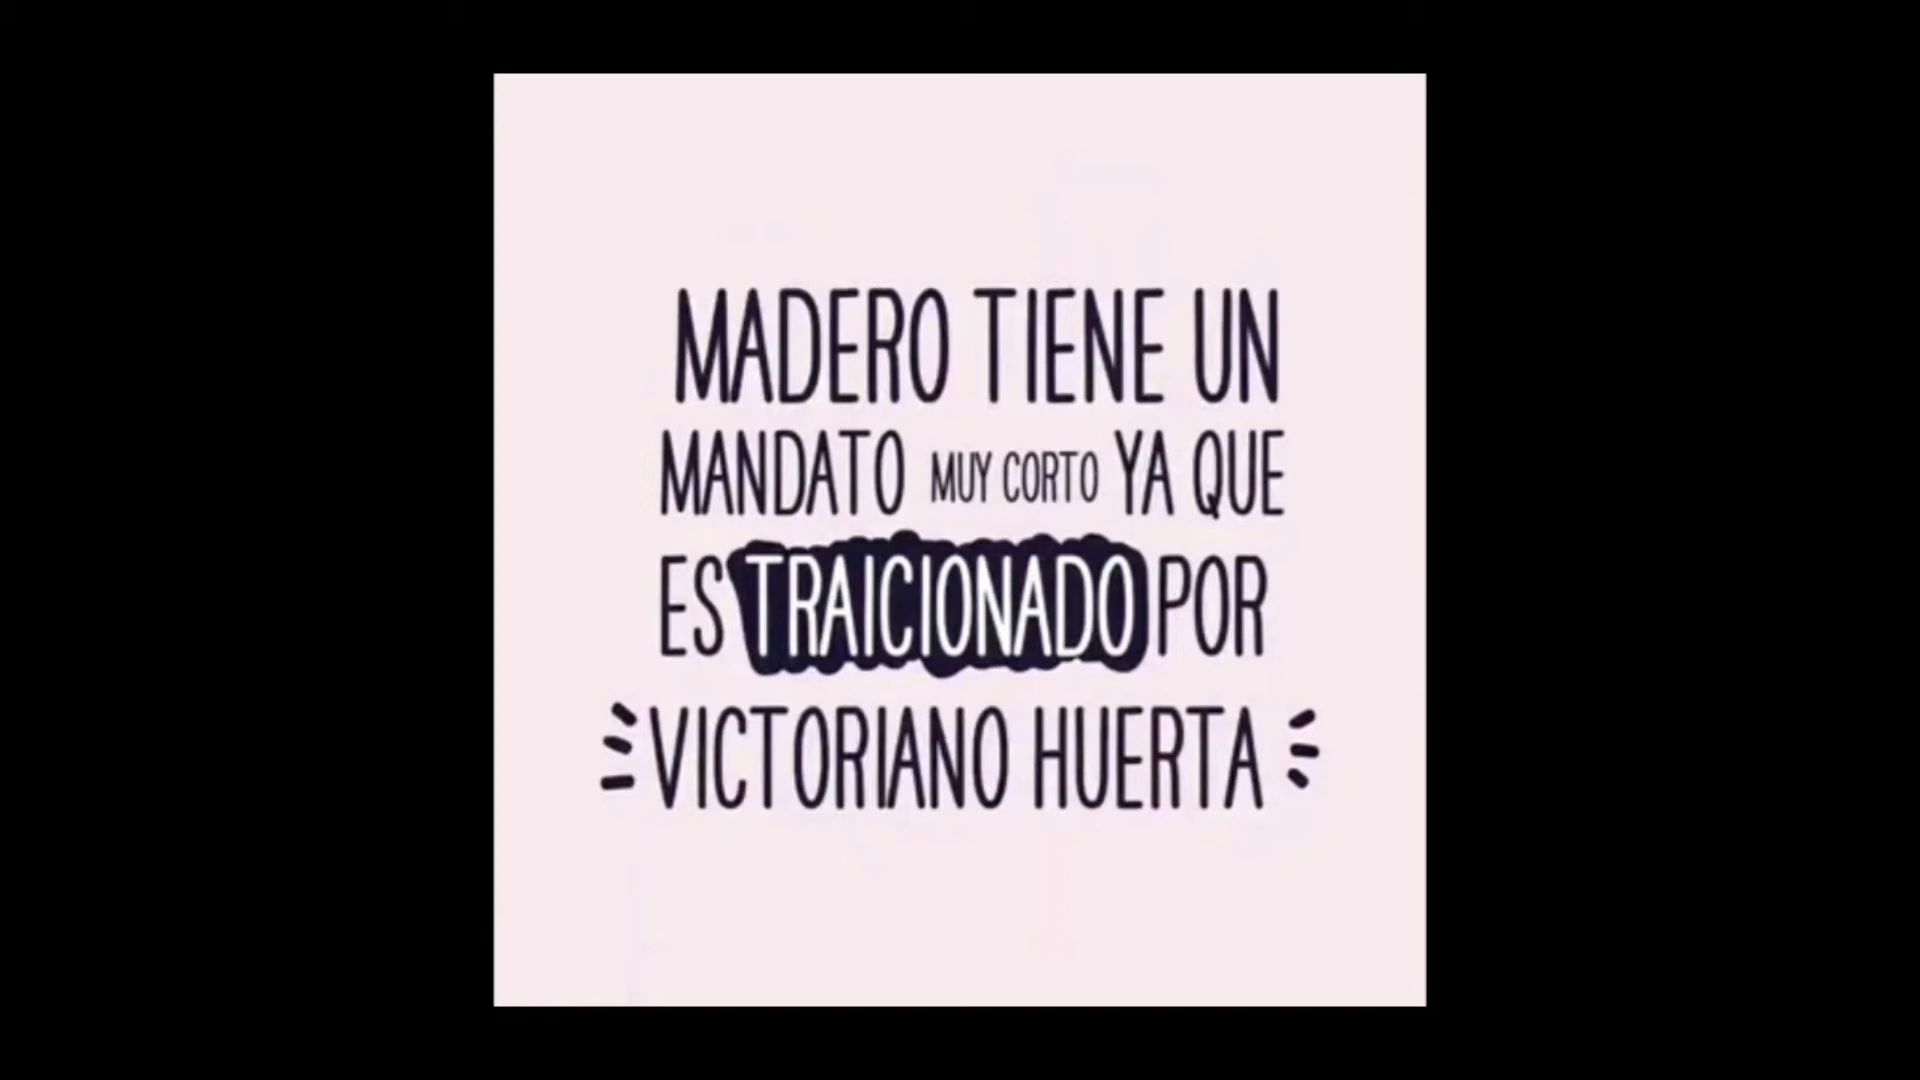 MADERO TIENE UN
MANDATO MUY CORTO YA QUE
ES TRAICIONADO POR
VICTORIANO HUERTA